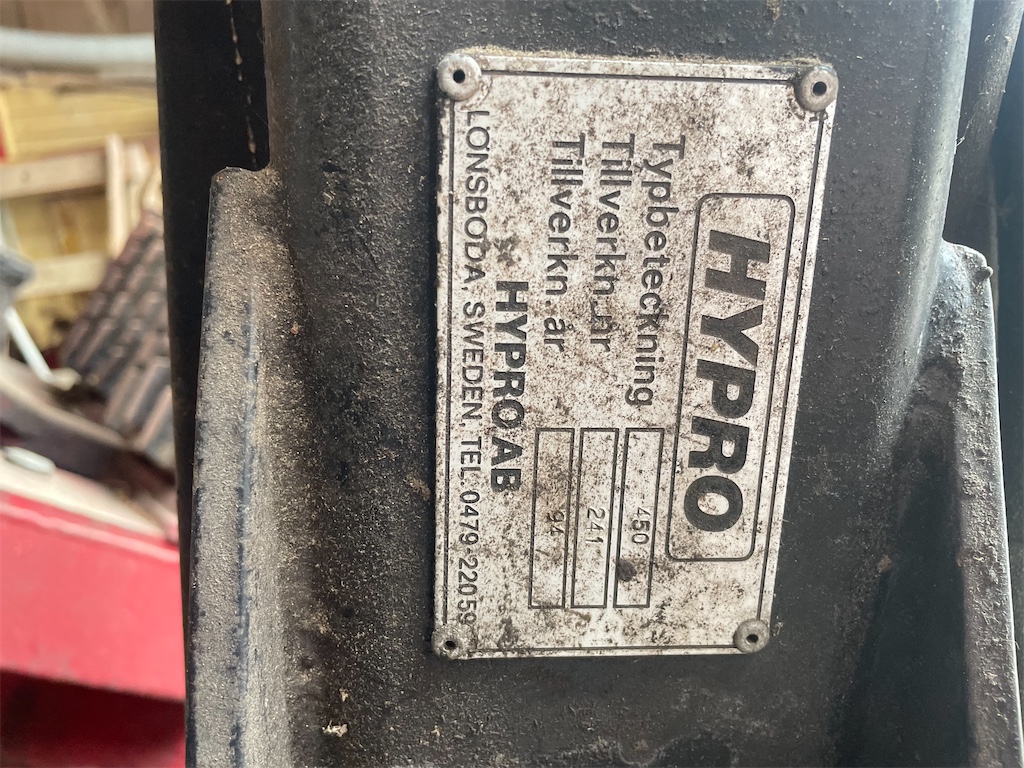 HYPRO
Typbeteckning 450
Tillverkn.nr 241
Tillverkn.år 94
HYPRO AB
LÖNSBODA, SWEDEN. TEL. 0479-22059